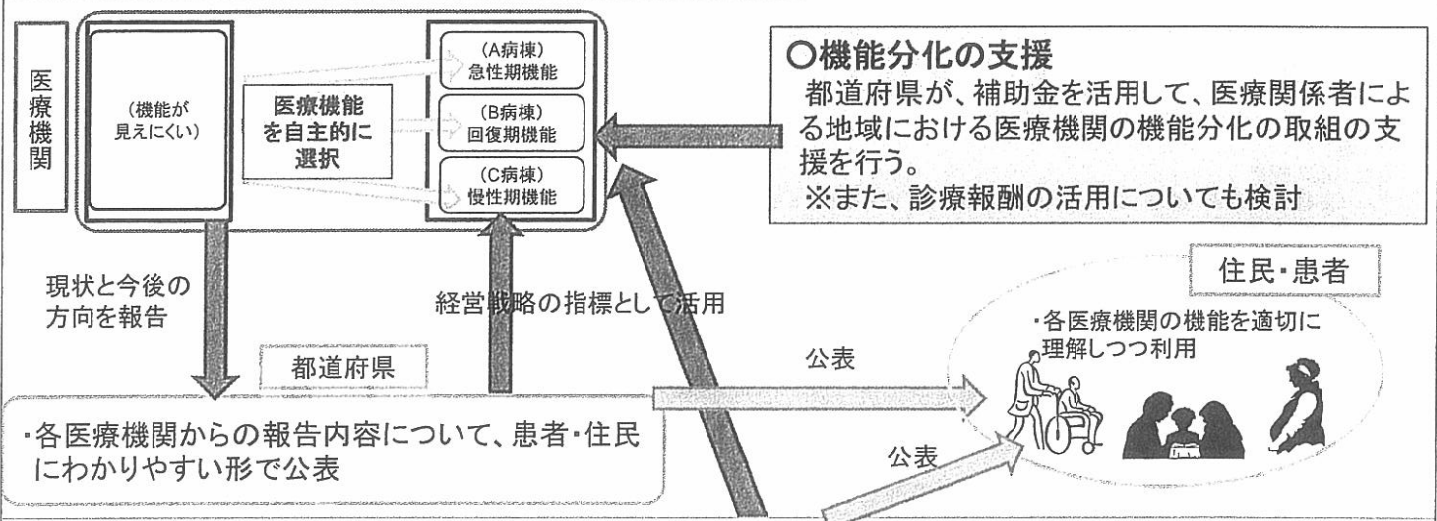 医療機関
(機能が
見えにくい)
医療機能
を自主的に
選択
(A病棟)
急性期機能
(B病棟)
回復期機能
(C病棟)
慢性期機能
〇機能分化の支援
都道府県が、補助金を活用して、医療関係者によ
る地域における医療機関の機能分化の取組の支
援を行う。
※また、診療報酬の活用についても検討
現状と今後の
方向を報告
経営戦略の指標として活用
住民・患者
・各医療機関の機能を適切に
理解しつつ利用
都道府県
公表
・各医療機関からの報告内容について、患者・住民
にわかりやすい形で公表
公表